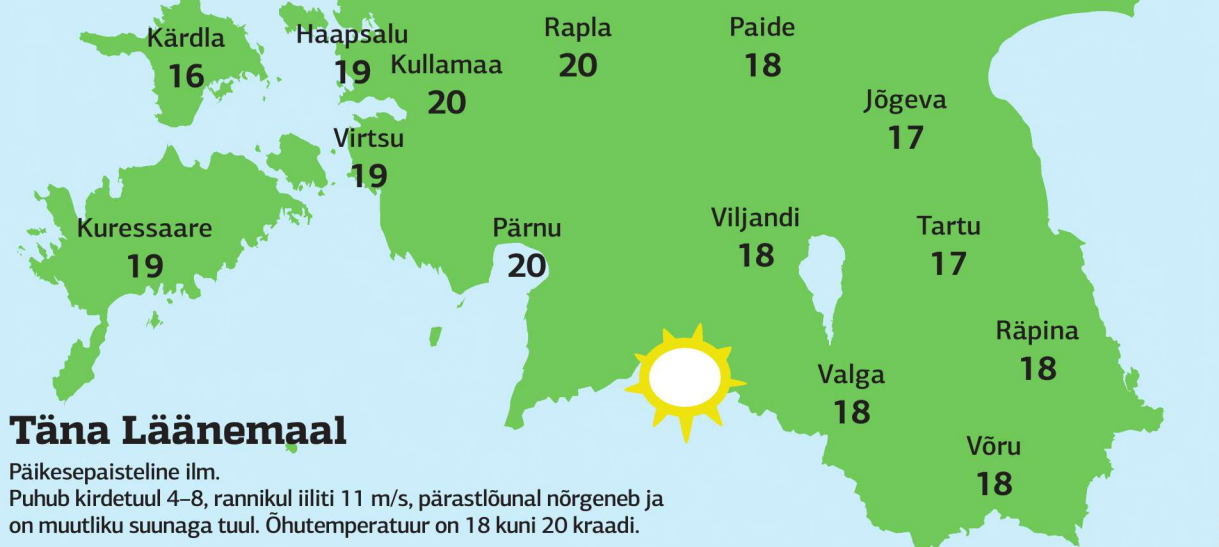 Kärdla
16
Haapsalu
19
Kullamaa
20
Rapla
20
Paide
18
Jõgeva
17
Virtsu
19
Kuressaare
19
Pärnu
20
Viljandi
18
Tartu
17
Räpina
18
Valga
18
Võru
18
Täna Läänemaal
Päikesepaisteline ilm.
Puhub kirdetuul 4–8, rannikul iiliti 11 m/s, pärastlõunal nõrgeneb ja
on muutliku suunaga tuul. Õhutemperatuur on 18 kuni 20 kraadi.